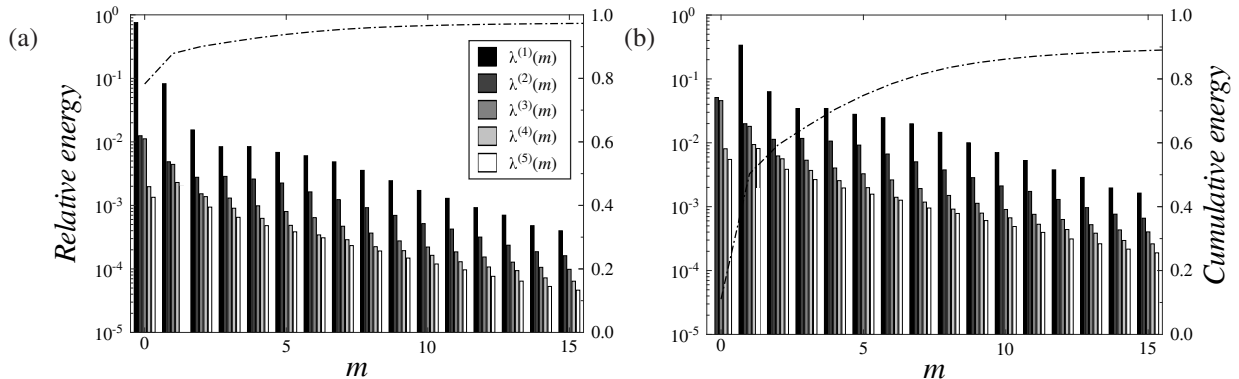 (a)
Relative energy
10^0
10^-1
10^-2
10^-3
10^-4
10^-5
1.0
0.8
0.6
0.4
0.2
0.0
λ^(1)(m)
λ^(2)(m)
λ^(3)(m)
λ^(4)(m)
λ^(5)(m)
0 5 10 15
m
(b)
10^0
10^-1
10^-2
10^-3
10^-4
10^-5
1.0
0.8
0.6
0.4
0.2
0.0
Cumulative energy
0 5 10 15
m